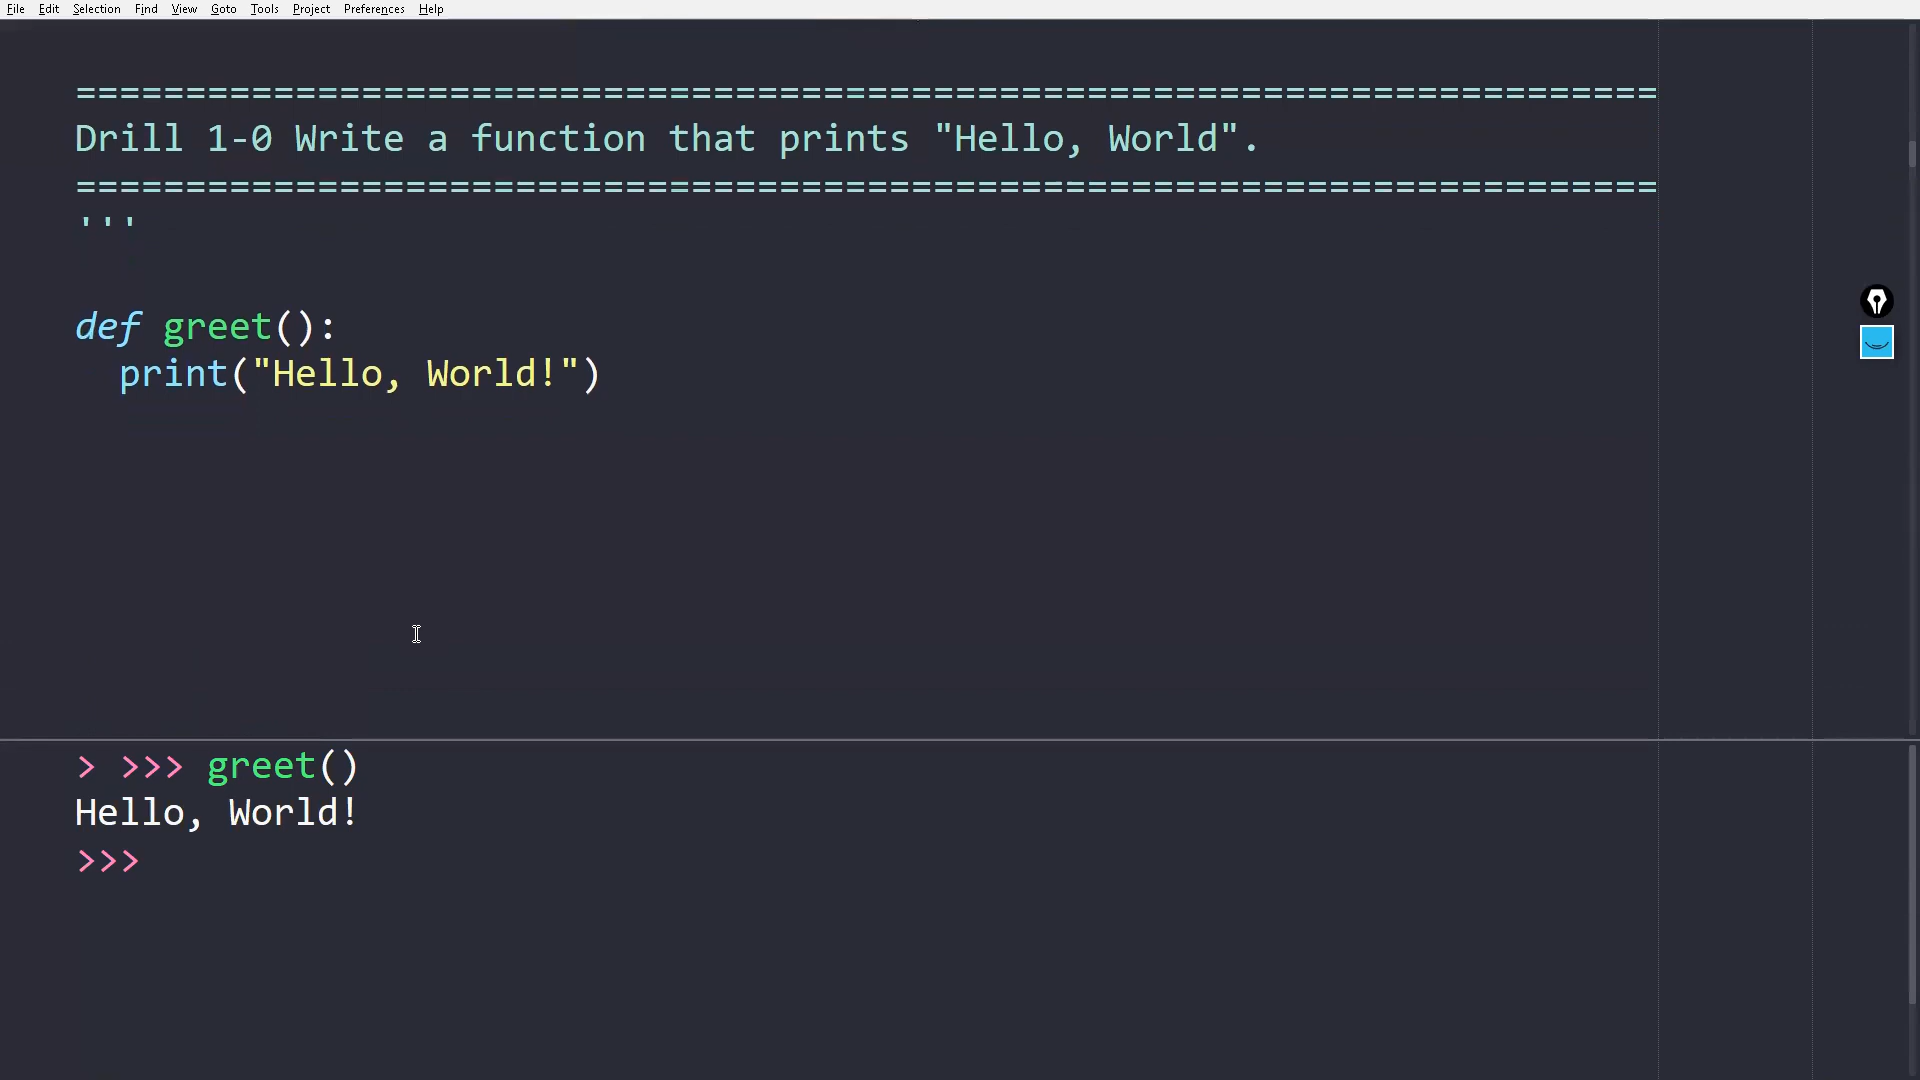 File Edit Selection Find View Goto Tools Project Preferences Help
========================================================================
Drill 1-0 Write a function that prints "Hello, World".
========================================================================
'''
def greet():
  print("Hello, World!")
> >>> greet()
Hello, World!
>>>